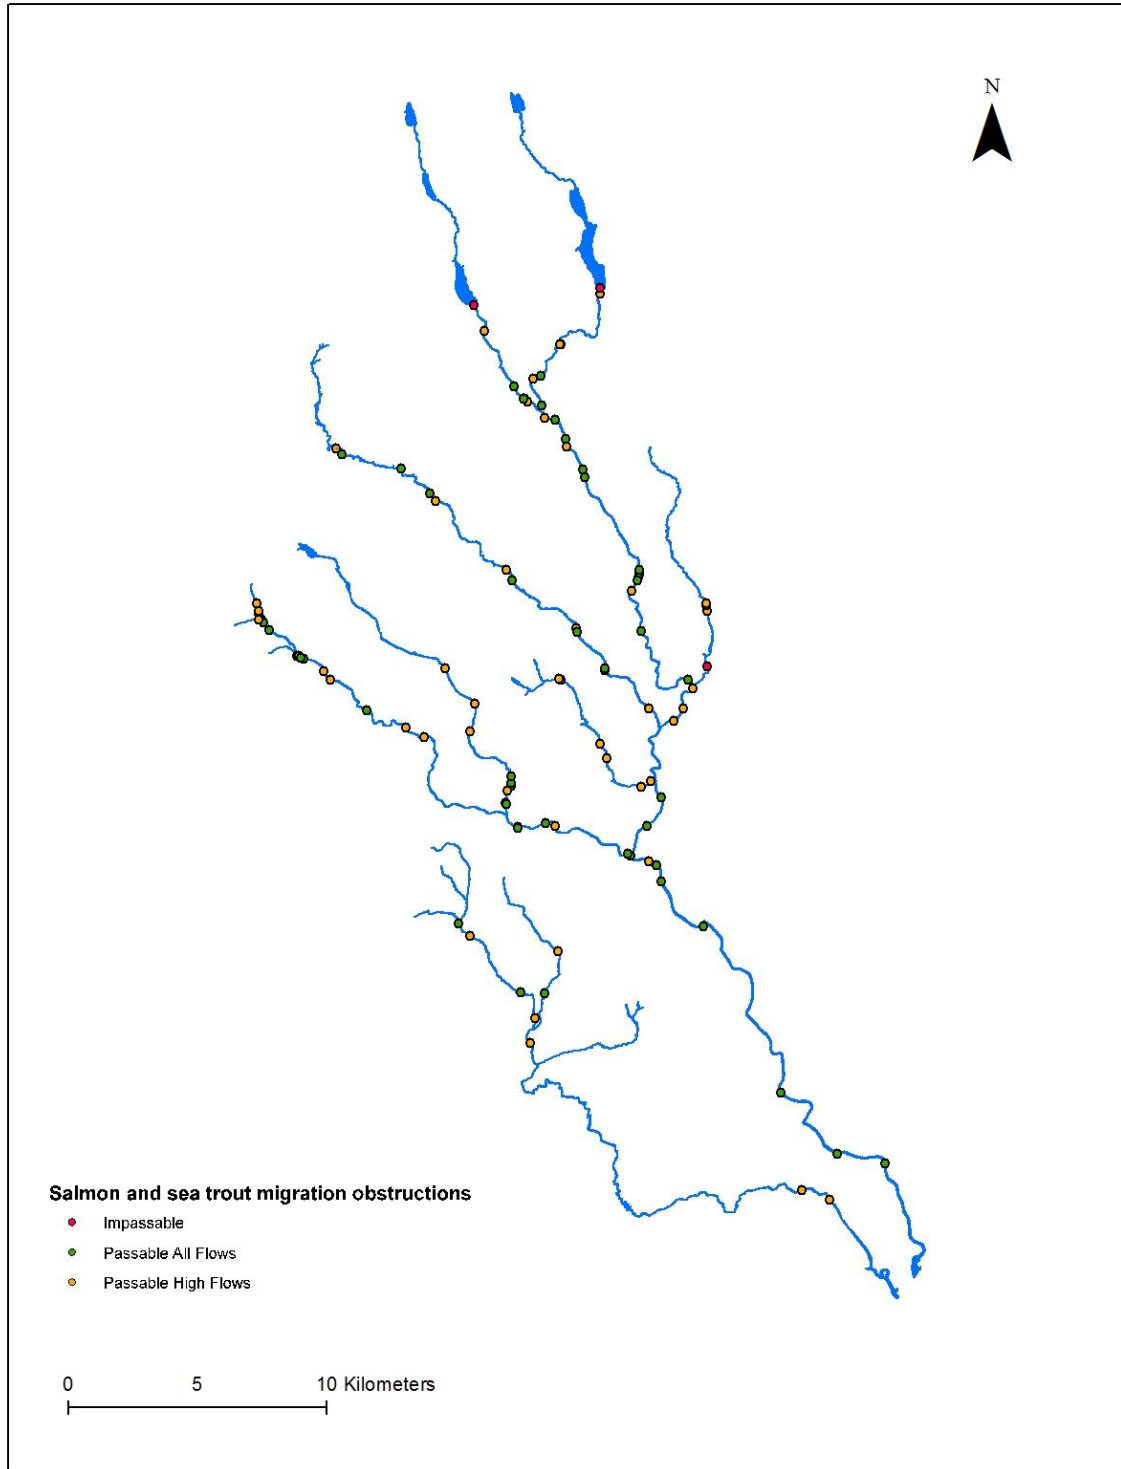 N
Salmon and sea trout migration obstructions
Impassable
Passable All Flows
Passable High Flows
0 5 10 Kilometers